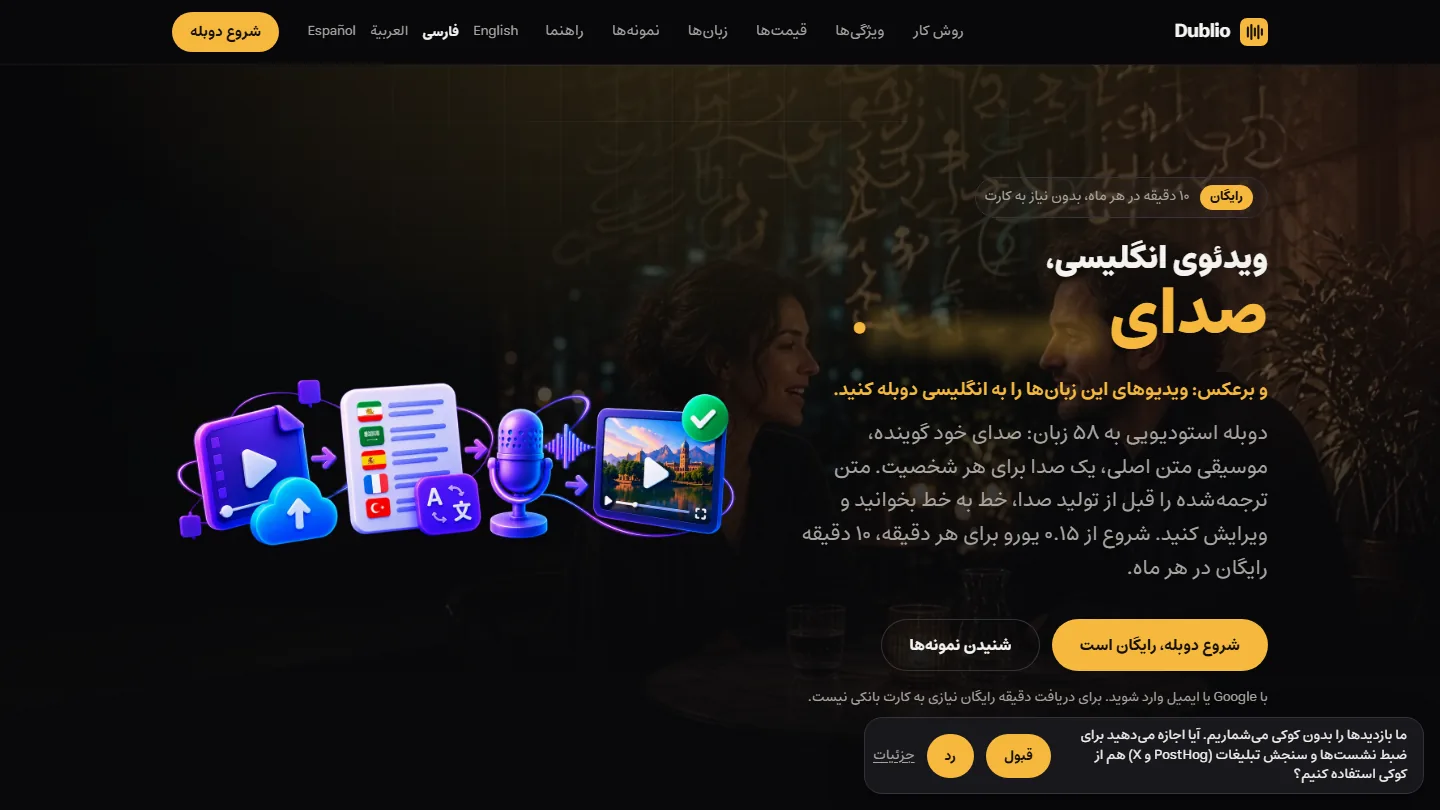 Dublio
روش کار
ویژگی‌ها
قیمت‌ها
زبان‌ها
نمونه‌ها
راهنما
English
فارسی
العربية
Español
شروع دوبله
رایگان
۱۰ دقیقه در هر ماه، بدون نیاز به کارت
ویدئوی انگلیسی،
صدای .
و برعکس: ویدیوهای این زبان‌ها را به انگلیسی دوبله کنید.
دوبله استودیویی به ۵۸ زبان: صدای خود گوینده،
موسیقی متن اصلی، یک صدا برای هر شخصیت. متن
ترجمه‌شده را قبل از تولید صدا، خط به خط بخوانید و
ویرایش کنید. شروع از ۰.۱۵ یورو برای هر دقیقه، ۱۰ دقیقه
رایگان در هر ماه.
A
文
شروع دوبله، رایگان است
شنیدن نمونه‌ها
با Google یا ایمیل وارد شوید. برای دریافت دقیقه رایگان نیازی به کارت بانکی نیست.
ما بازدیدها را بدون کوکی می‌شماریم. آیا اجازه می‌دهید برای
ضبط نشست‌ها و سنجش تبلیغات (PostHog و X) هم از
کوکی استفاده کنیم؟
قبول
رد
جزئیات